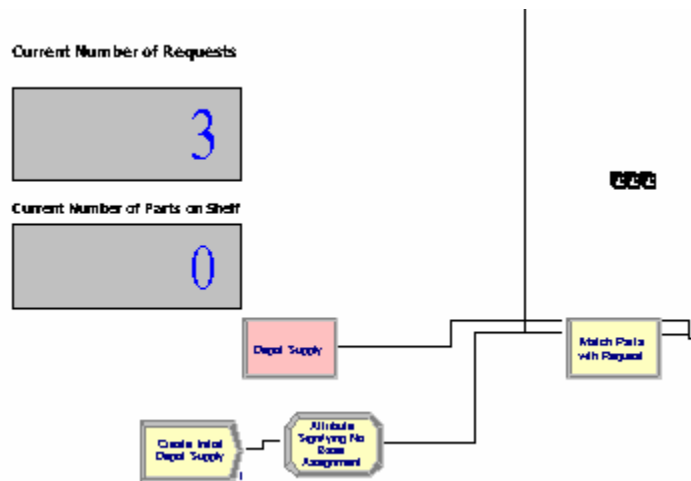 Current Number of Requests
3
Current Number of Parts on Shelf
0
Depot Supply
Match Parts
with Request
Create Initial
Depot Supply
Attribute
Signifying No
Base
Assignment